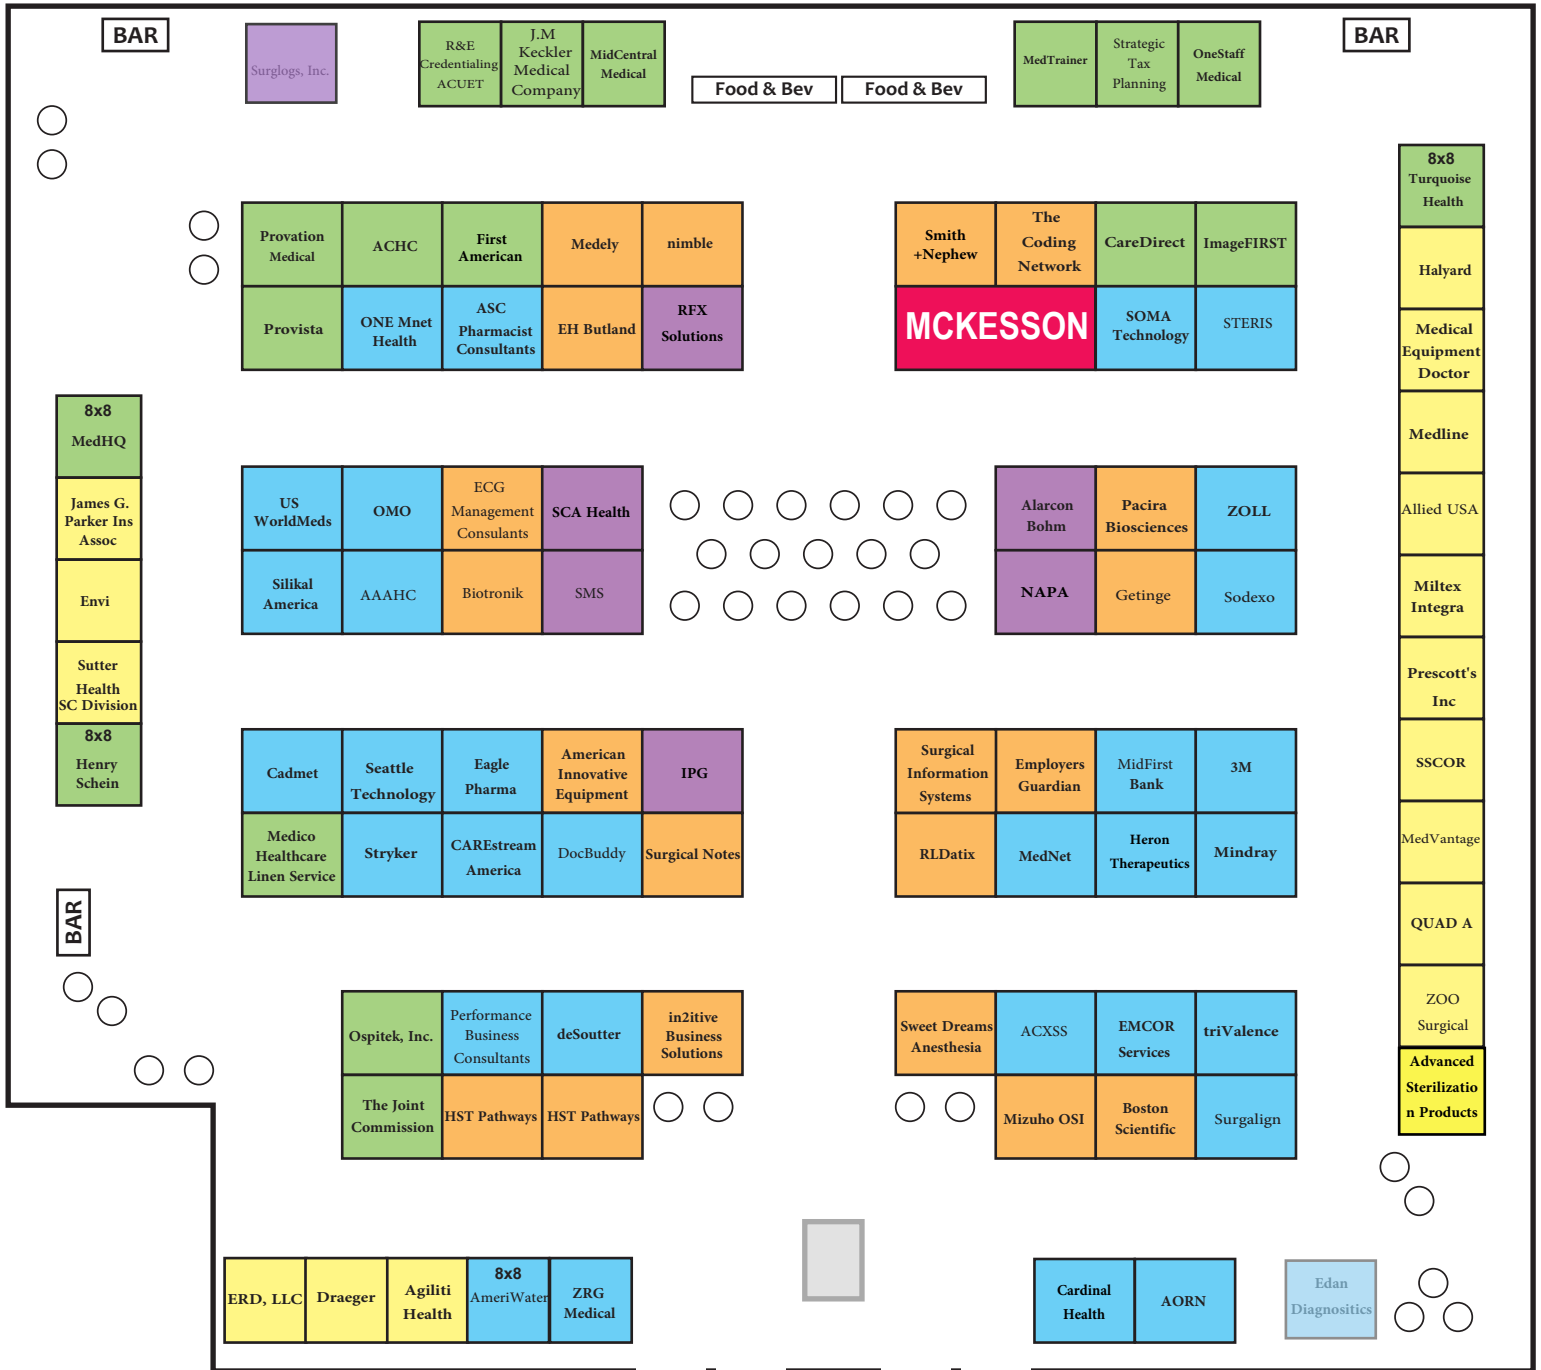 BAR
Surglogs, Inc.
R&E
Credentialing
ACUET
J.M
Keckler
Medical
Company
MidCentral
Medical
Food & Bev
Food & Bev
MedTrainer
Strategic
Tax
Planning
OneStaff
Medical
BAR
8x8
Turquoise
Health
Halyard
Medical
Equipment
Doctor
Medline
Allied USA
Miltex
Integra
Prescott's
Inc
SSCOR
MedVantage
QUAD A
ZOO
Surgical
Advanced
Sterilizatio
n Products
Provation
Medical
ACHC
First
American
Medely
nimble
Provista
ONE Mnet
Health
ASC
Pharmacist
Consultants
EH Butland
RFX
Solutions
Smith
+Nephew
The
Coding
Network
CareDirect
ImageFIRST
MCKESSON
SOMA
Technology
STERIS
8x8
MedHQ
James G.
Parker Ins
Assoc
Envi
Sutter
Health
SC Division
8x8
Henry
Schein
US
WorldMeds
OMO
ECG
Management
Consulants
SCA Health
Silikal
America
AAAHC
Biotronik
SMS
Alarcon
Bohm
Pacira
Biosciences
ZOLL
NAPA
Getinge
Sodexo
Cadmet
Seattle
Technology
Eagle
Pharma
American
Innovative
Equipment
IPG
Medico
Healthcare
Linen Service
Stryker
CAREstream
America
DocBuddy
Surgical Notes
Surgical
Information
Systems
Employers
Guardian
MidFirst
Bank
3M
RLDatix
MedNet
Heron
Therapeutics
Mindray
BAR
Ospitek, Inc.
Performance
Business
Consultants
deSoutter
in2itive
Business
Solutions
The Joint
Commission
HST Pathways
HST Pathways
Sweet Dreams
Anesthesia
ACXSS
EMCOR
Services
triValence
Mizuho OSI
Boston
Scientific
Surgalign
ERD, LLC
Draeger
Agiliti
Health
8x8
AmeriWater
ZRG
Medical
Cardinal
Health
AORN
Edan
Diagnositics